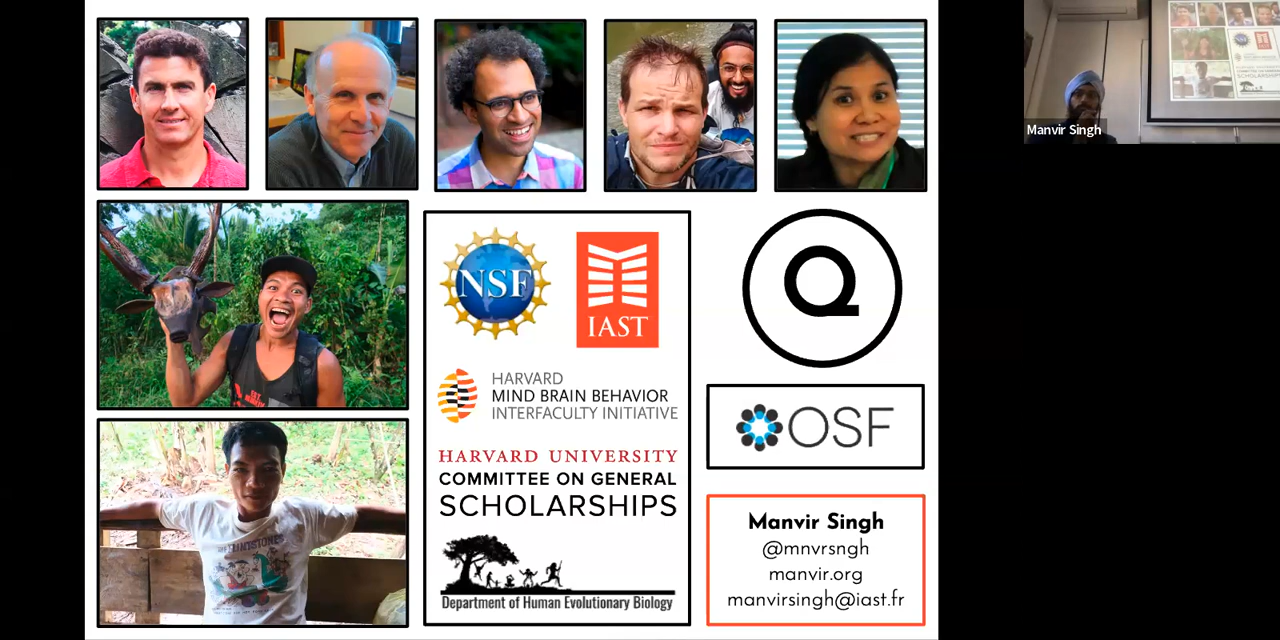 Manvir Singh
NSF
IAST
HARVARD
MIND BRAIN BEHAVIOR
INTERFACULTY INITIATIVE
HARVARD UNIVERSITY
COMMITTEE ON GENERAL
SCHOLARSHIPS
Department of Human Evolutionary Biology
OSF
Manvir Singh
@mnvrsngh
manvir.org
manvirsingh@iast.fr